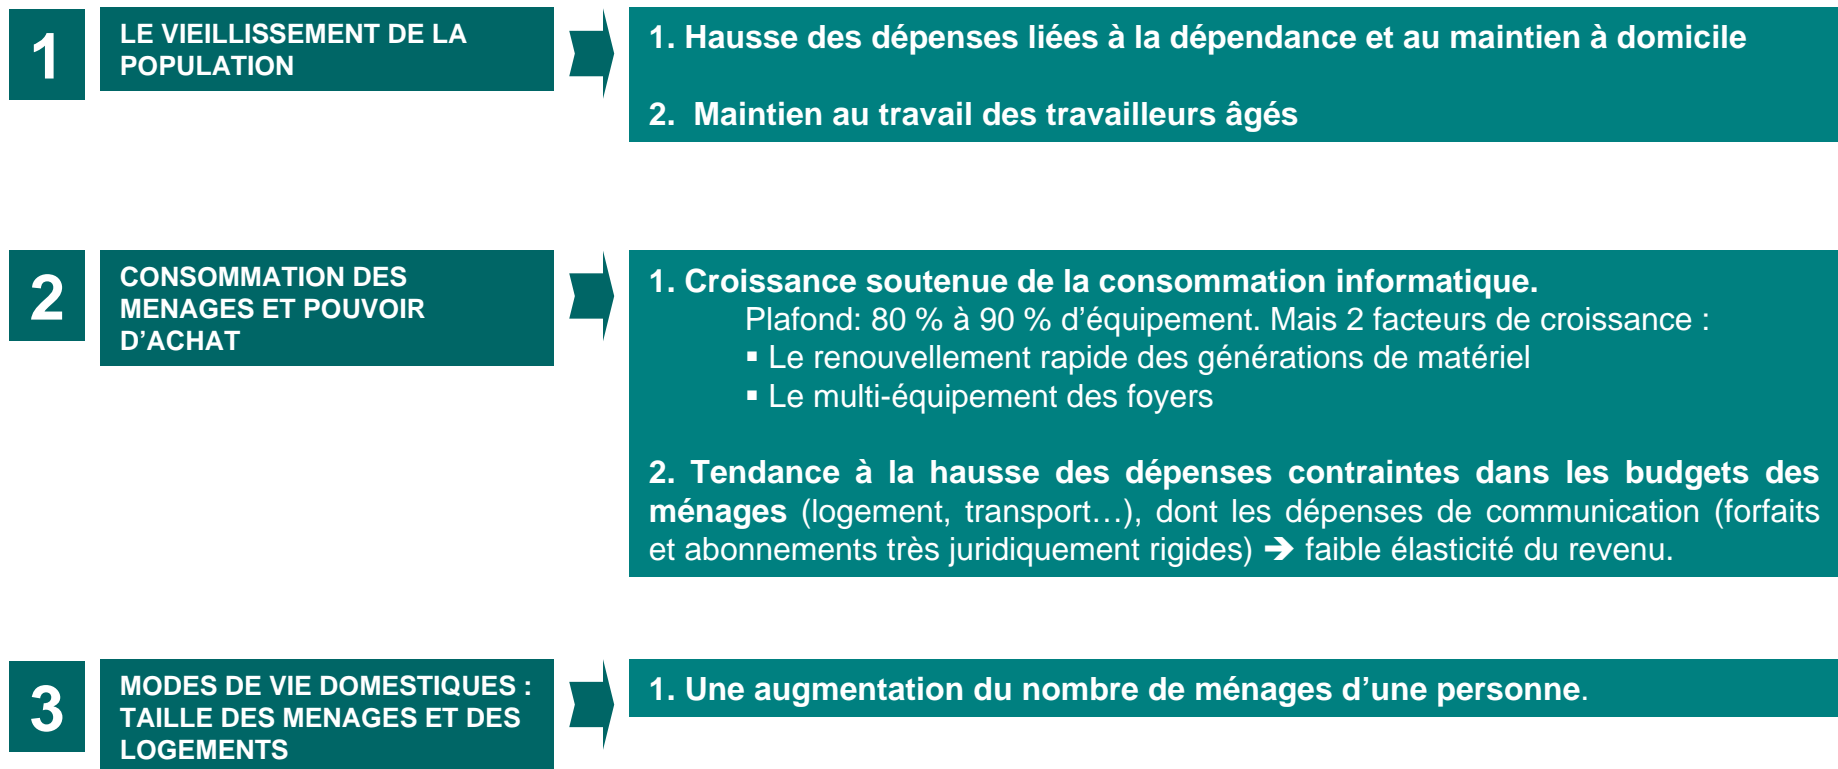 1
LE VIEILLISSEMENT DE LA
POPULATION
1. Hausse des dépenses liées à la dépendance et au maintien à domicile
2. Maintien au travail des travailleurs âgés
2
CONSOMMATION DES
MENAGES ET POUVOIR
D’ACHAT
1. Croissance soutenue de la consommation informatique.
Plafond: 80 % à 90 % d’équipement. Mais 2 facteurs de croissance :
▪ Le renouvellement rapide des générations de matériel
▪ Le multi-équipement des foyers
2. Tendance à la hausse des dépenses contraintes dans les budgets des
ménages (logement, transport…), dont les dépenses de communication (forfaits
et abonnements très juridiquement rigides) ➔ faible élasticité du revenu.
3
MODES DE VIE DOMESTIQUES :
TAILLE DES MENAGES ET DES
LOGEMENTS
1. Une augmentation du nombre de ménages d’une personne.